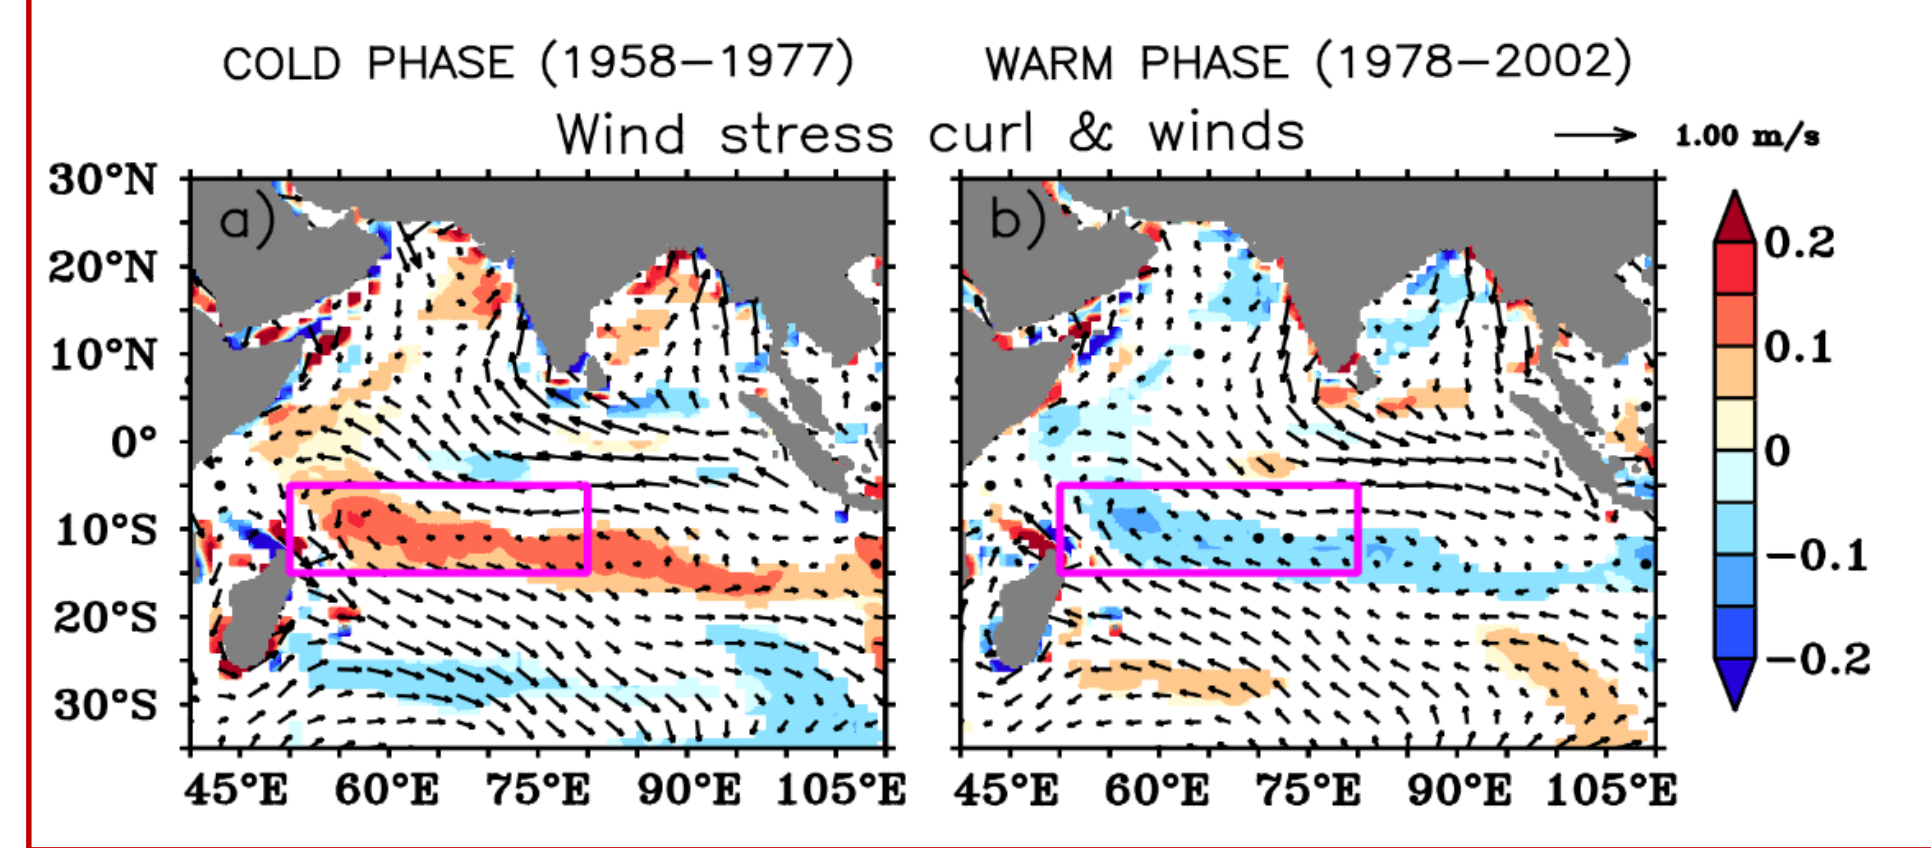 COLD PHASE (1958−1977) WARM PHASE (1978−2002)
Wind stress curl & winds 1.00 m/s
a) b)
30°N
20°N
10°N
0°
10°S
20°S
30°S
0.2
0.1
0
−0.1
−0.2
45°E 60°E 75°E 90°E 105°E 45°E 60°E 75°E 90°E 105°E